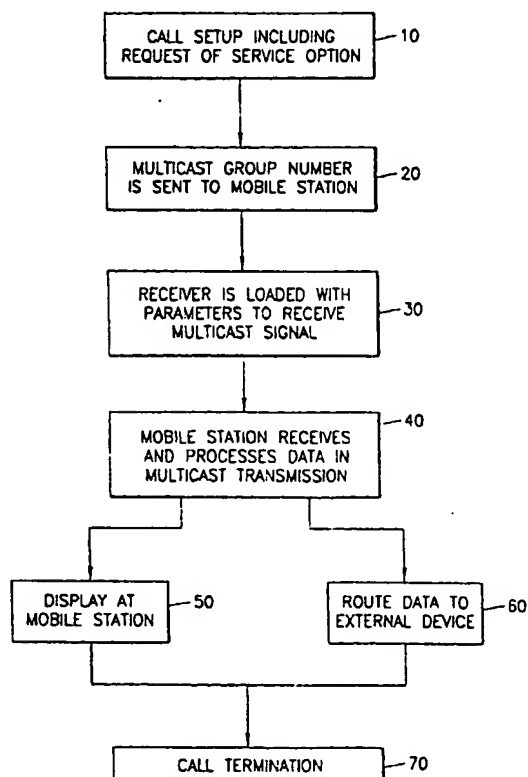 CALL SETUP INCLUDING
REQUEST OF SERVICE OPTION
10
MULTICAST GROUP NUMBER
IS SENT TO MOBILE STATION
20
RECEIVER IS LOADED WITH
PARAMETERS TO RECEIVE
MULTICAST SIGNAL
30
40
MOBILE STATION RECEIVES
AND PROCESSES DATA IN
MULTICAST TRANSMISSION
DISPLAY AT
MOBILE STATION
50
ROUTE DATA TO
EXTERNAL DEVICE
60
CALL TERMINATION
70